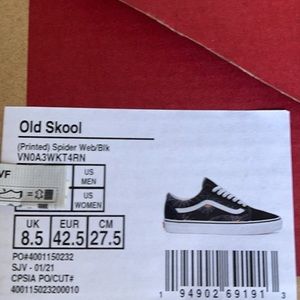 Old Skool
(Printed) Spider Web/Blk
VN0A3WKT4RN
VF
US
MEN
US
WOMEN
UK
8.5
EUR
42.5
CM
27.5
PO#4001150232
SJV - 01/21
CPSIA PO/CUT#
400115023200010
1 94902 69191 3